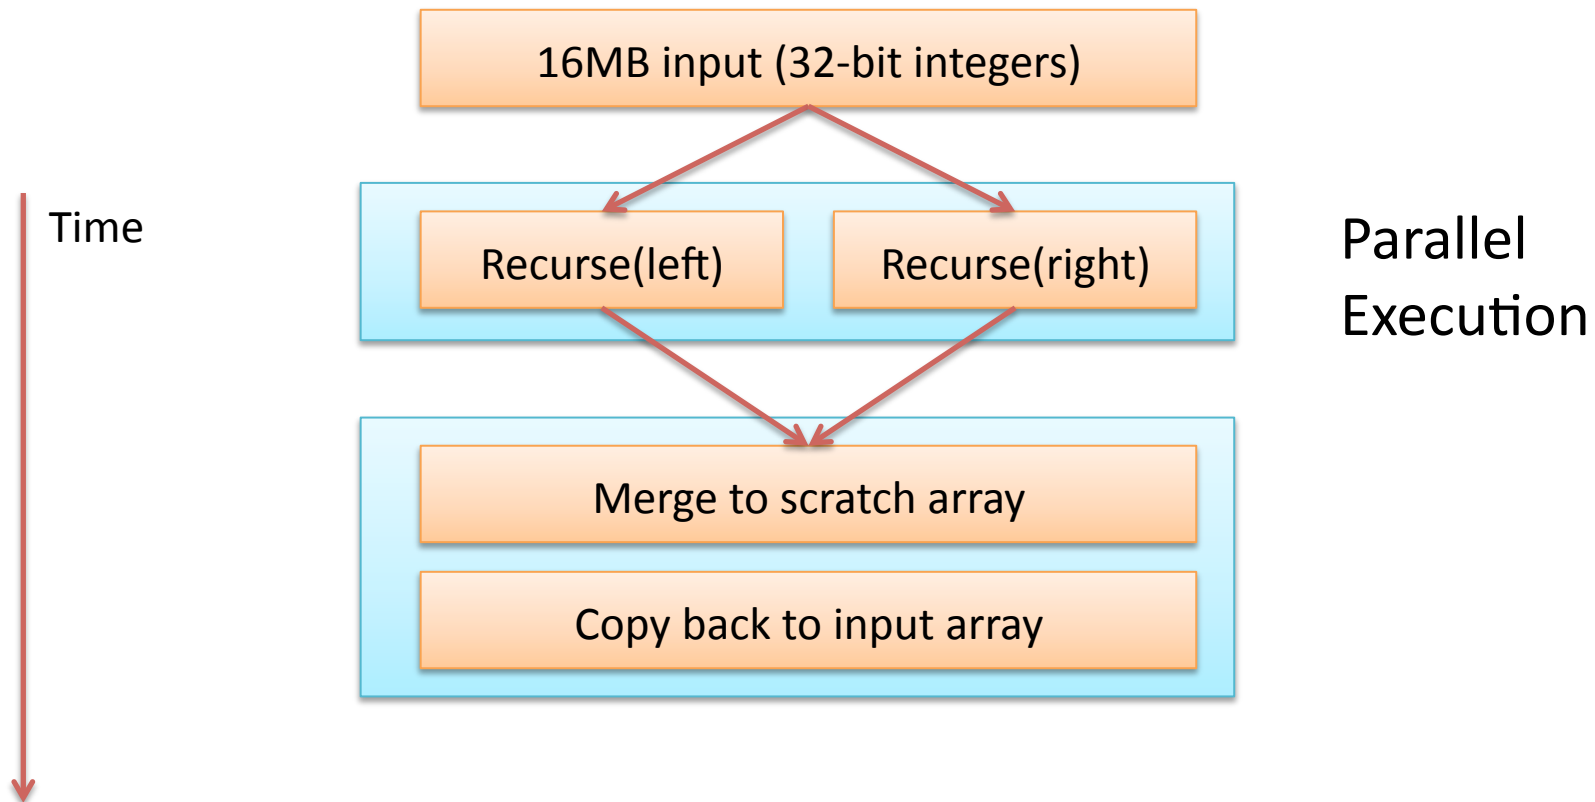 16MB input (32-bit integers)
Time
Recurse(left)
Recurse(right)
Parallel
Execution
Merge to scratch array
Copy back to input array